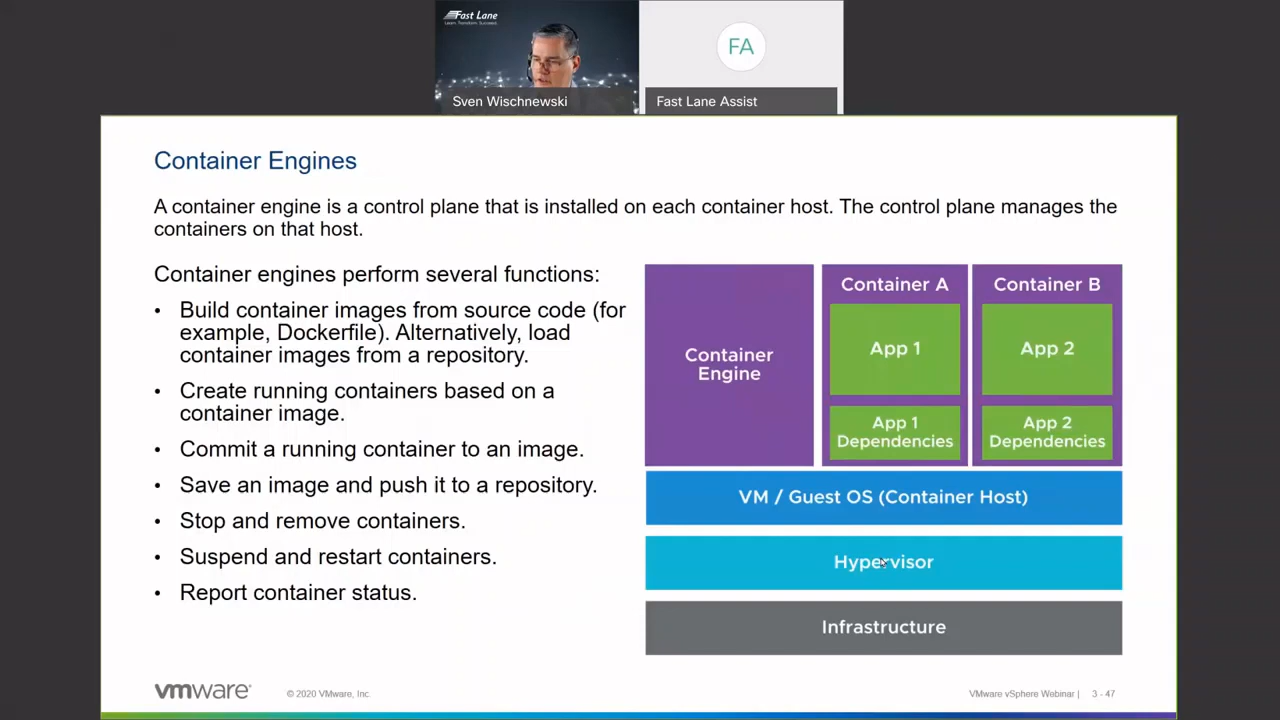 Fast Lane
Sven Wischnewski
FA
Fast Lane Assist
Container Engines
A container engine is a control plane that is installed on each container host. The control plane manages the
containers on that host.
Container engines perform several functions:
• Build container images from source code (for
example, Dockerfile). Alternatively, load
container images from a repository.
• Create running containers based on a
container image.
• Commit a running container to an image.
• Save an image and push it to a repository.
• Stop and remove containers.
• Suspend and restart containers.
• Report container status.
Container
Engine
Container A
App 1
App 1
Dependencies
Container B
App 2
App 2
Dependencies
VM / Guest OS (Container Host)
Hypervisor
Infrastructure
vmware®
© 2020 VMware, Inc.
VMware vSphere Webinar | 3 - 47